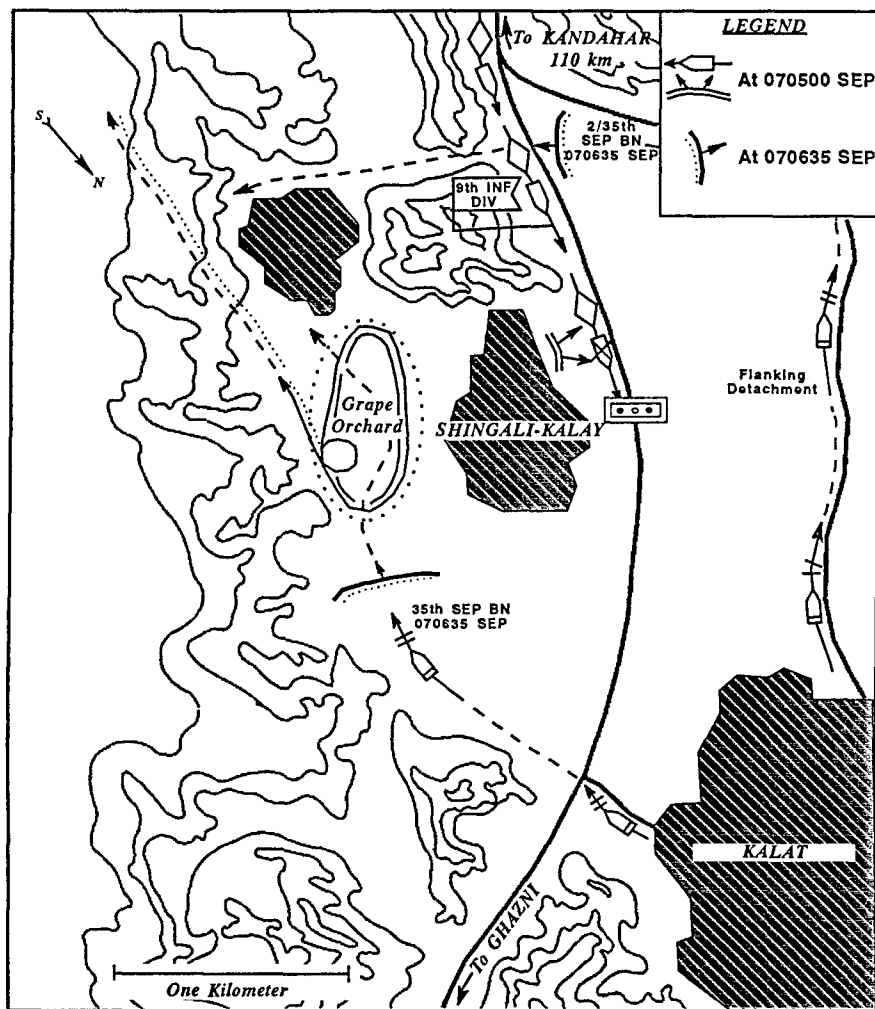 To KANDAHAR
110 km
LEGEND
At 070500 SEP
At 070635 SEP
S
N
2/35th
SEP BN
070635 SEP
9th INF
DIV
Flanking
Detachment
Grape
Orchard
SHINGALI-KALAY
35th SEP BN
070635 SEP
KALAT
To GHAZNI
One Kilometer